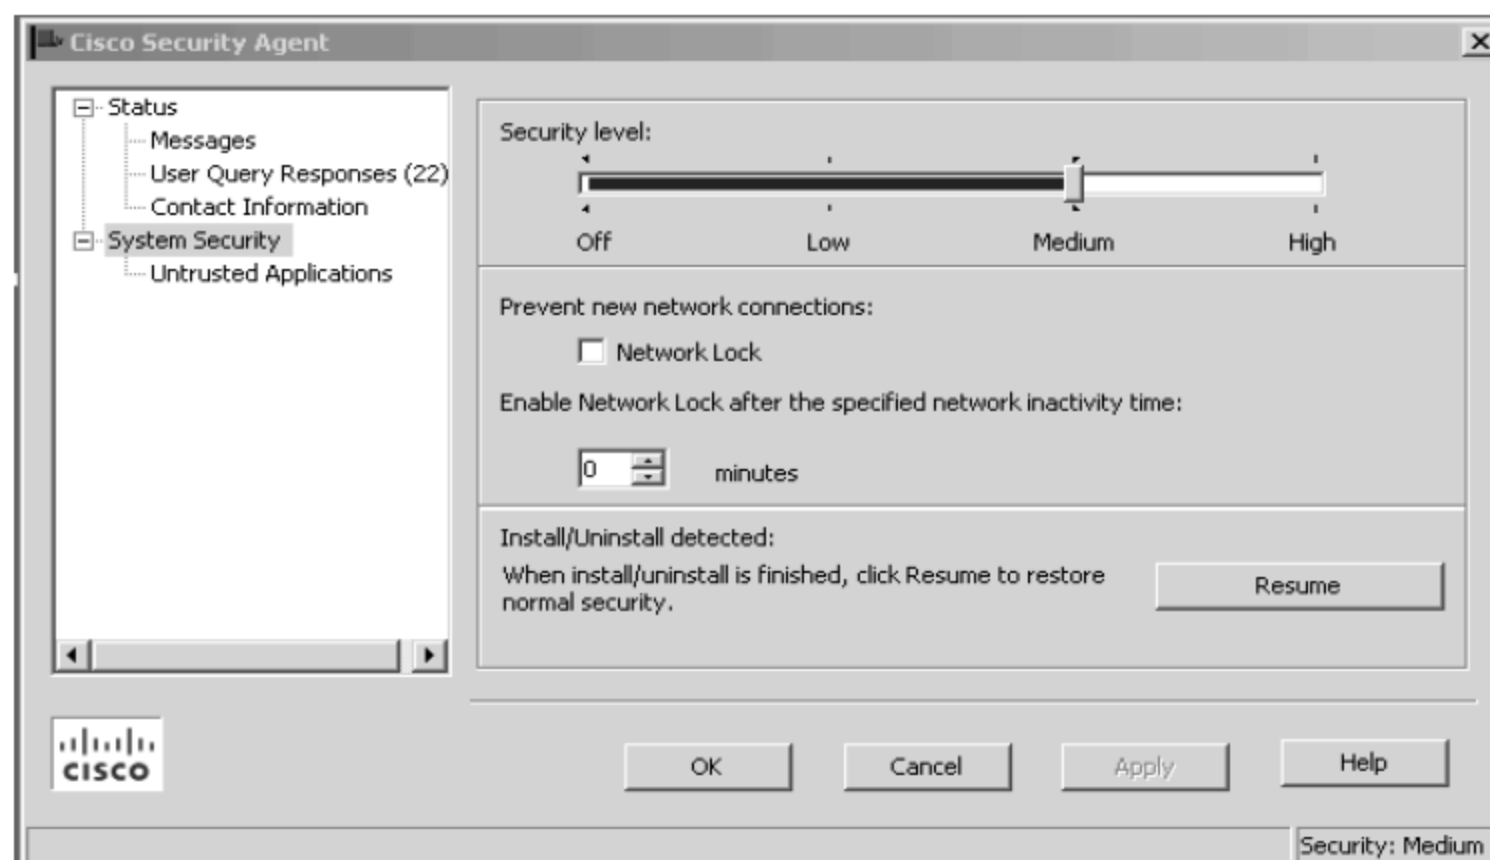 Cisco Security Agent
Status
Messages
User Query Responses (22)
Contact Information
System Security
Untrusted Applications
Security level:
Off Low Medium High
Prevent new network connections:
Network Lock
Enable Network Lock after the specified network inactivity time:
0 minutes
Install/Uninstall detected:
When install/uninstall is finished, click Resume to restore
normal security.
Resume
CISCO
OK Cancel Apply Help
Security: Medium